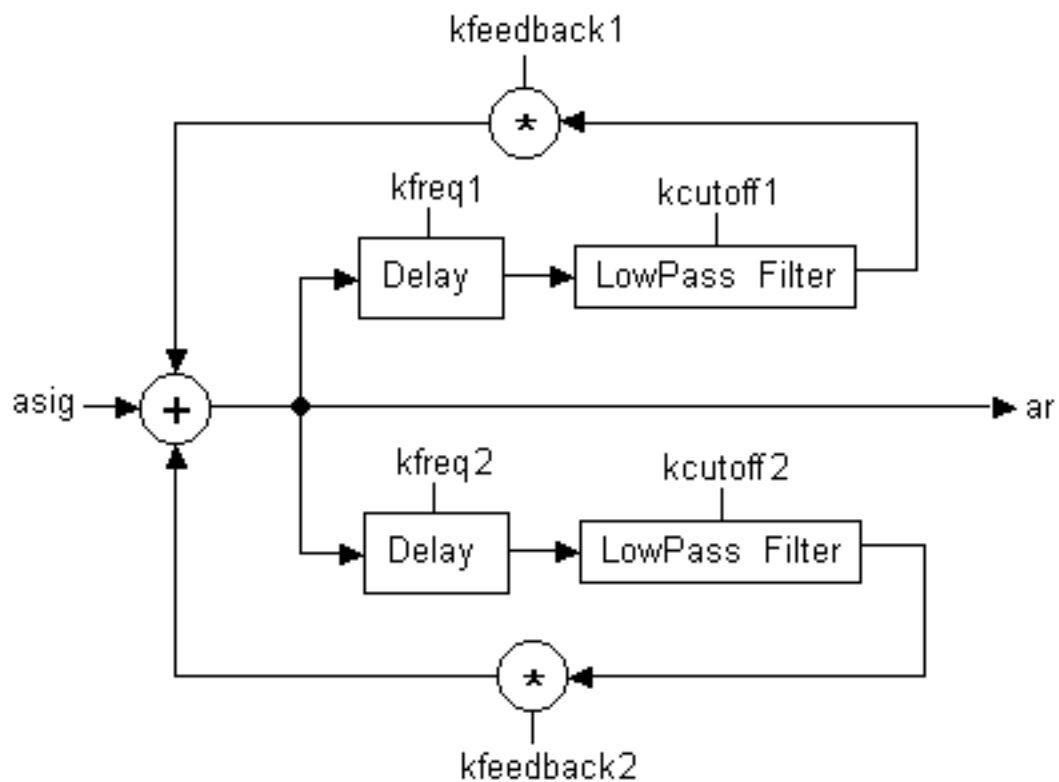 kfeedback1
*
kfreq1
kcutoff1
Delay
LowPass Filter
asig
+
ar
kfreq2
kcutoff2
Delay
LowPass Filter
*
kfeedback2